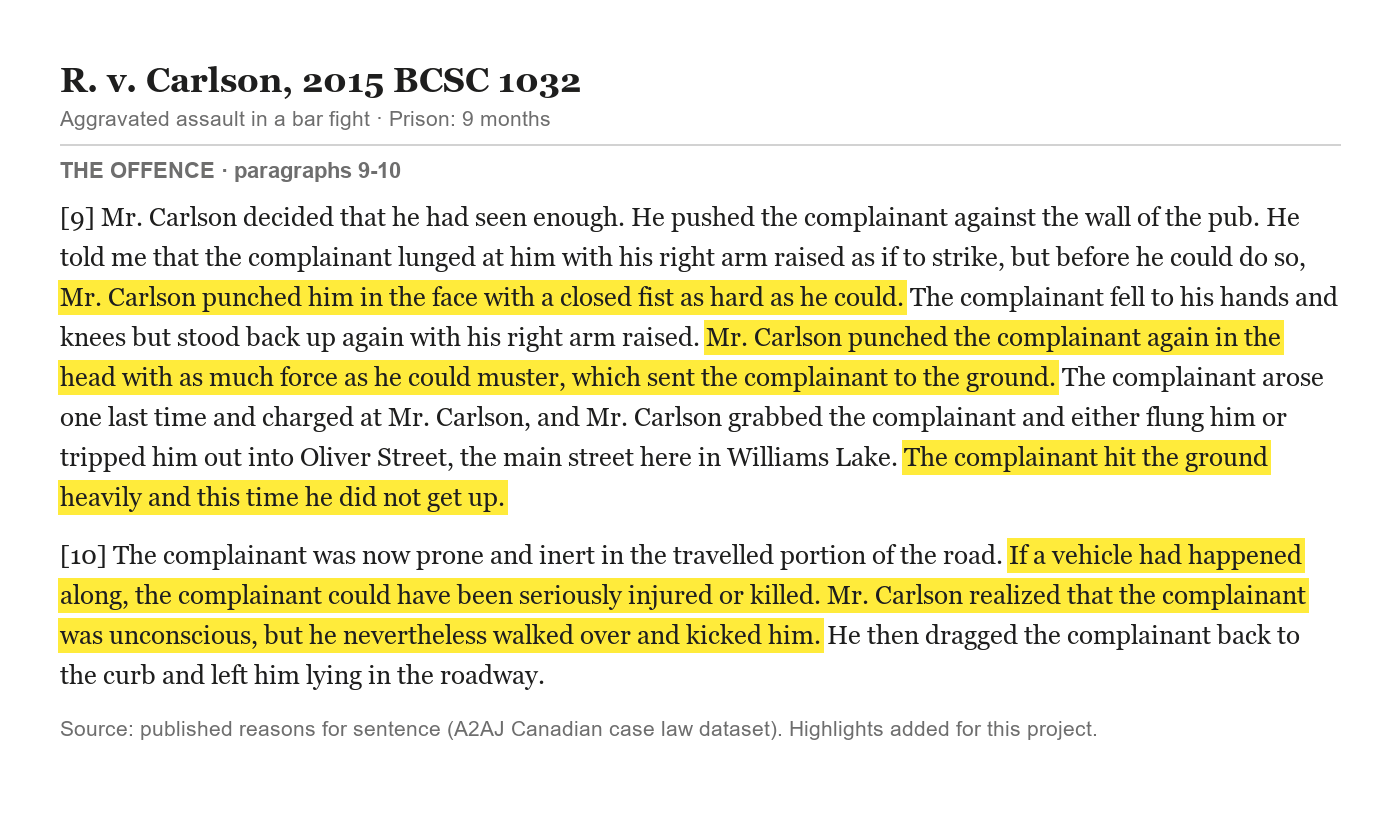 R. v. Carlson, 2015 BCSC 1032
Aggravated assault in a bar fight · Prison: 9 months
THE OFFENCE · paragraphs 9-10
[9] Mr. Carlson decided that he had seen enough. He pushed the complainant against the wall of the pub. He
told me that the complainant lunged at him with his right arm raised as if to strike, but before he could do so,
Mr. Carlson punched him in the face with a closed fist as hard as he could. The complainant fell to his hands and
knees but stood back up again with his right arm raised. Mr. Carlson punched the complainant again in the
head with as much force as he could muster, which sent the complainant to the ground. The complainant arose
one last time and charged at Mr. Carlson, and Mr. Carlson grabbed the complainant and either flung him or
tripped him out into Oliver Street, the main street here in Williams Lake. The complainant hit the ground
heavily and this time he did not get up.
[10] The complainant was now prone and inert in the travelled portion of the road. If a vehicle had happened
along, the complainant could have been seriously injured or killed. Mr. Carlson realized that the complainant
was unconscious, but he nevertheless walked over and kicked him. He then dragged the complainant back to
the curb and left him lying in the roadway.
Source: published reasons for sentence (A2AJ Canadian case law dataset). Highlights added for this project.